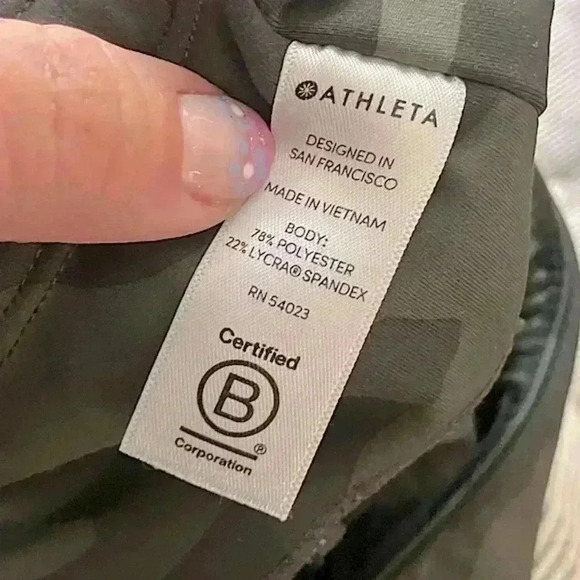 ATHLETA
DESIGNED IN
SAN FRANCISCO
MADE IN VIETNAM
BODY:
78% POLYESTER
22% LYCRA® SPANDEX
RN 54023
Certified
B
®
Corporation